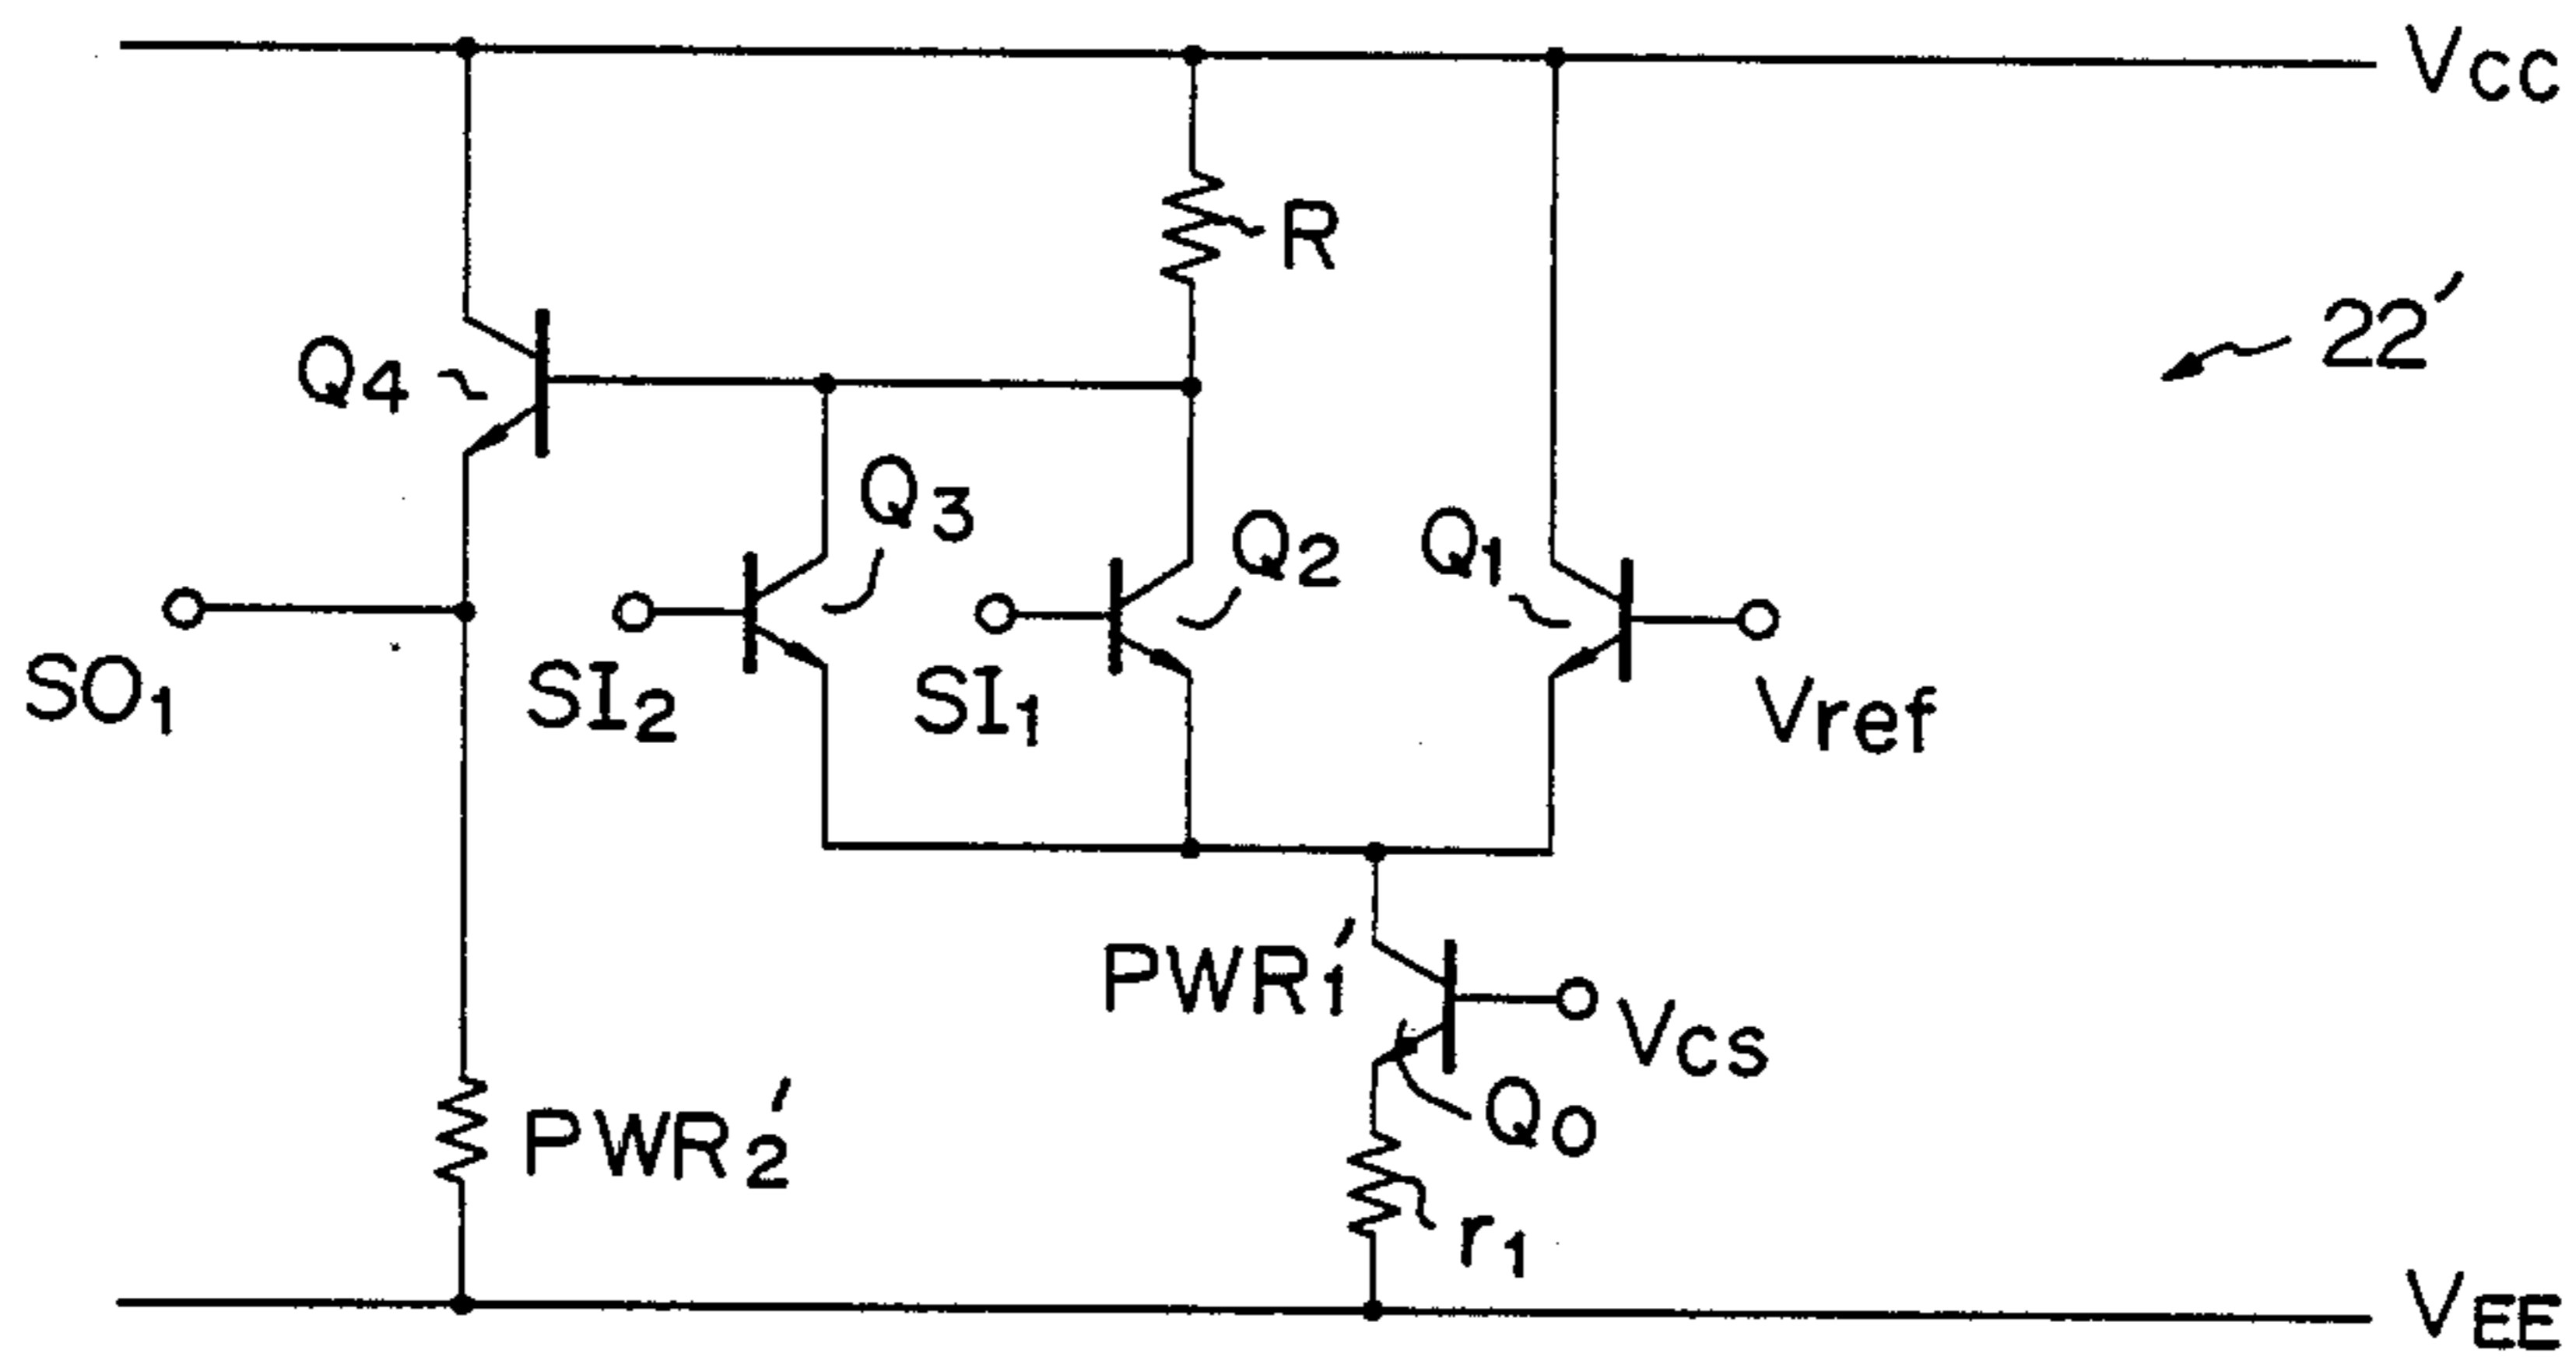 VCC
R
22′
Q4
Q3
Q2
Q1
SO1
SI2
SI1
Vref
PWR1′
VCS
Q0
PWR2′
r1
VEE